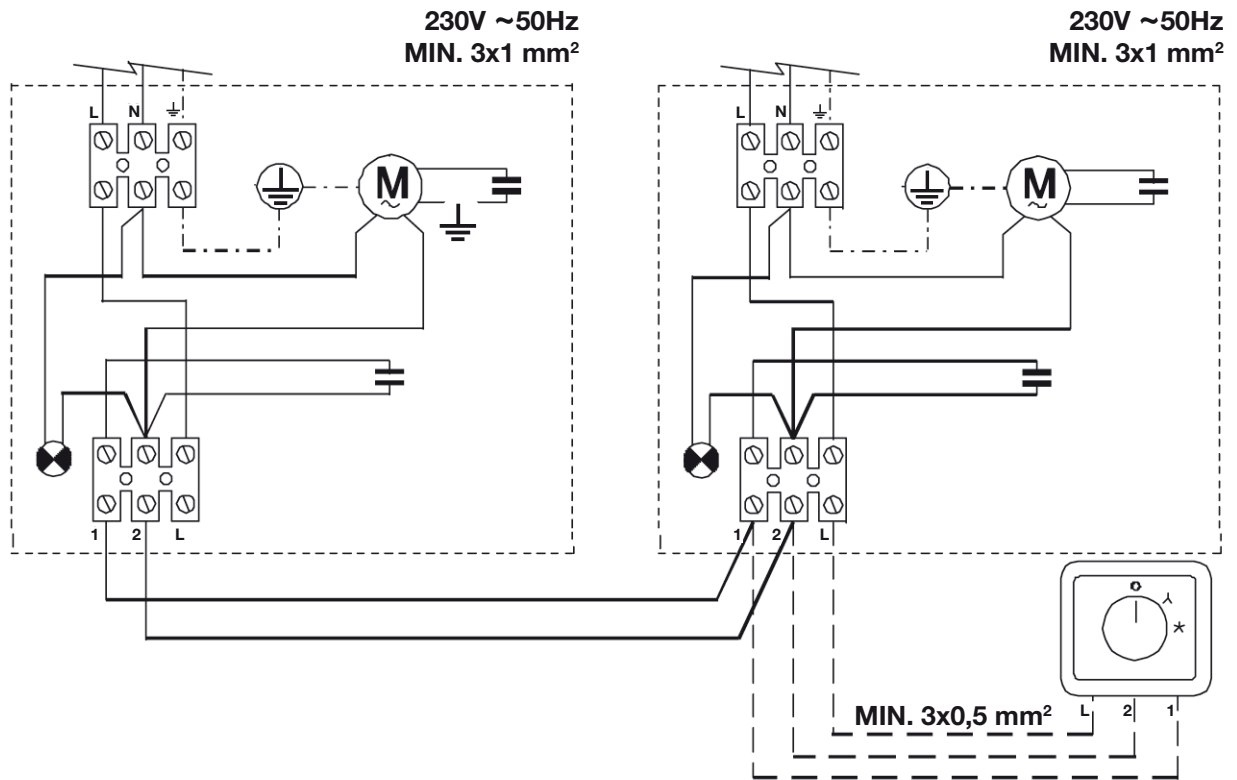 230V ~50Hz
MIN. 3x1 mm²
230V ~50Hz
MIN. 3x1 mm²
L N
L N
M
~
M
~
1 2 L
1 2 L
MIN. 3x0,5 mm²
L 2 1